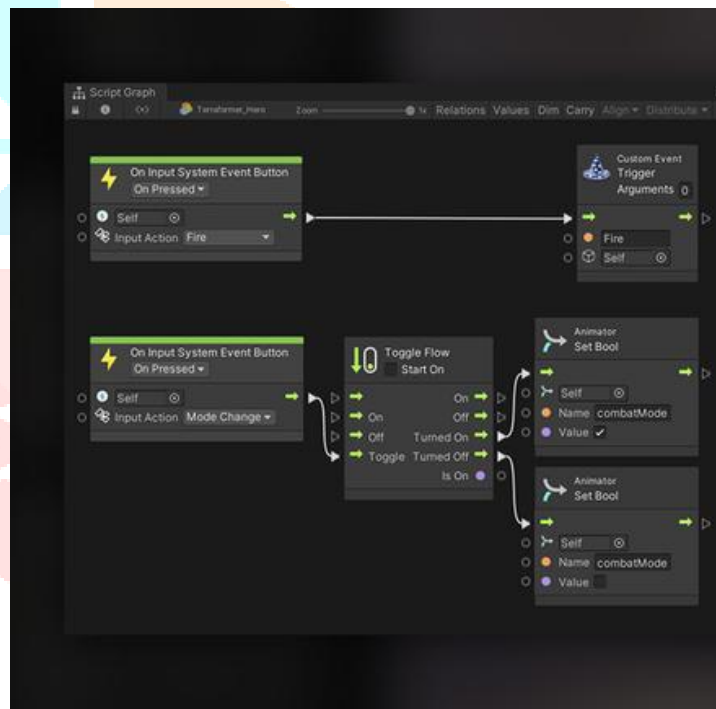 Script Graph
Terraformer_Hero Zoom 1x Relations Values Dim Carry Align Distribute
On Input System Event Button
On Pressed
Self
Input Action Fire
Custom Event
Trigger
Arguments 0
Fire
Self
On Input System Event Button
On Pressed
Self
Input Action Mode Change
Toggle Flow
Start On
On
On Off
Off Turned On
Toggle Turned Off
Is On
Animator
Set Bool
Self
Name combatMode
Value
Animator
Set Bool
Self
Name combatMode
Value